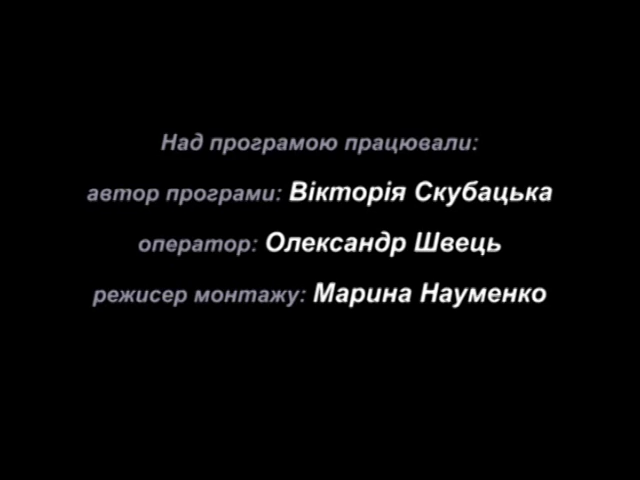 Над програмою працювали:
автор програми: Вікторія Скубацька
оператор: Олександр Швець
режисер монтажу: Марина Науменко